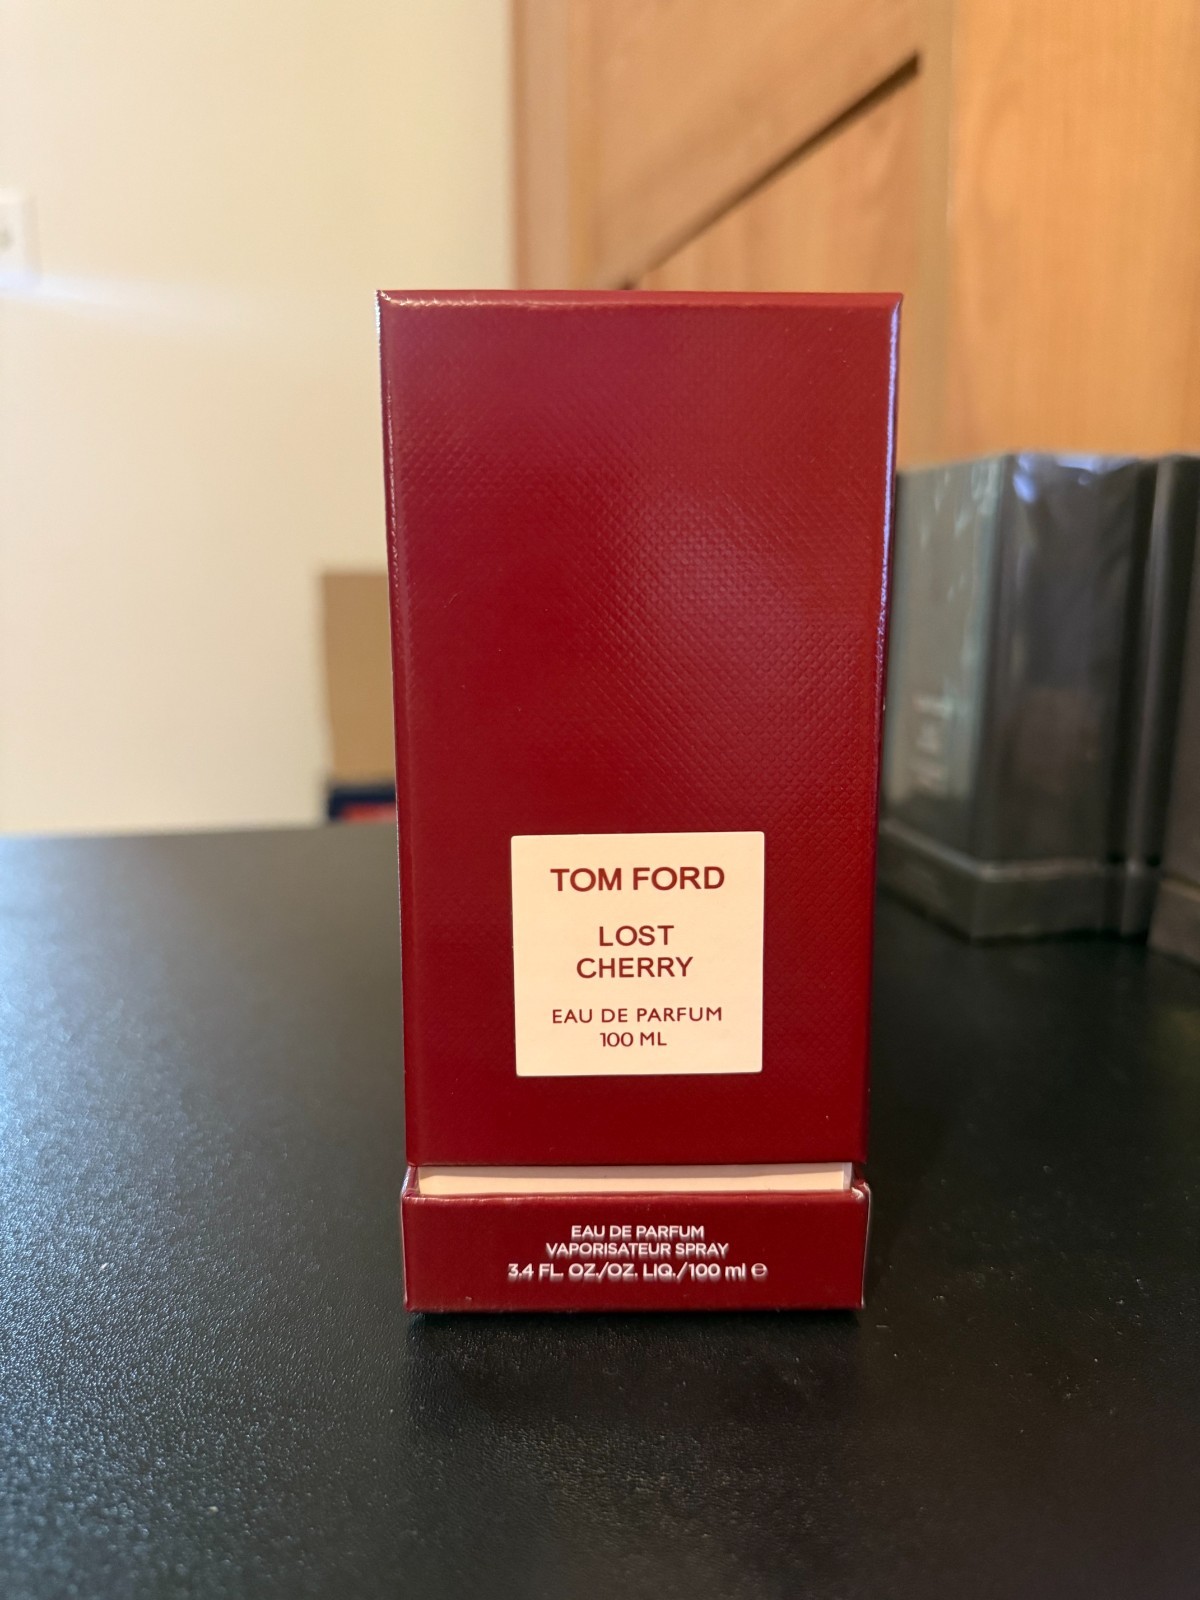 TOM FORD
LOST
CHERRY
EAU DE PARFUM
100 ML
EAU DE PARFUM
VAPORISATEUR SPRAY
3.4 FL. OZ./OZ. LIQ./100 ml ℮